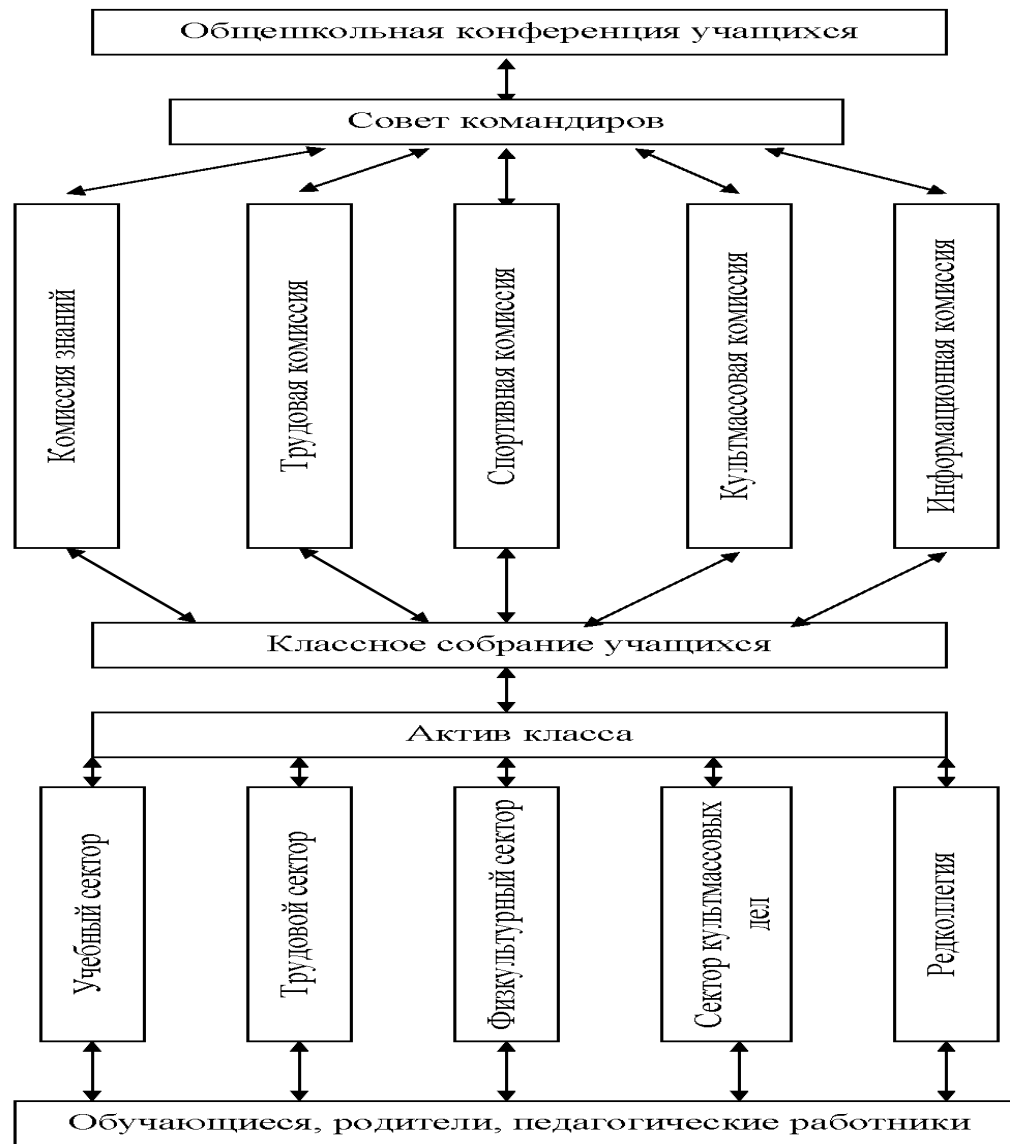 Общешкольная конференция учащихся
Совет командиров
Комиссия знаний
Трудовая комиссия
Спортивная комиссия
Культмассовая комиссия
Информационная комиссия
Классное собрание учащихся
Актив класса
Учебный сектор
Трудовой сектор
Физкультурный сектор
Сектор культмассовых
дел
Редколлегия
Обучающиеся, родители, педагогические работники